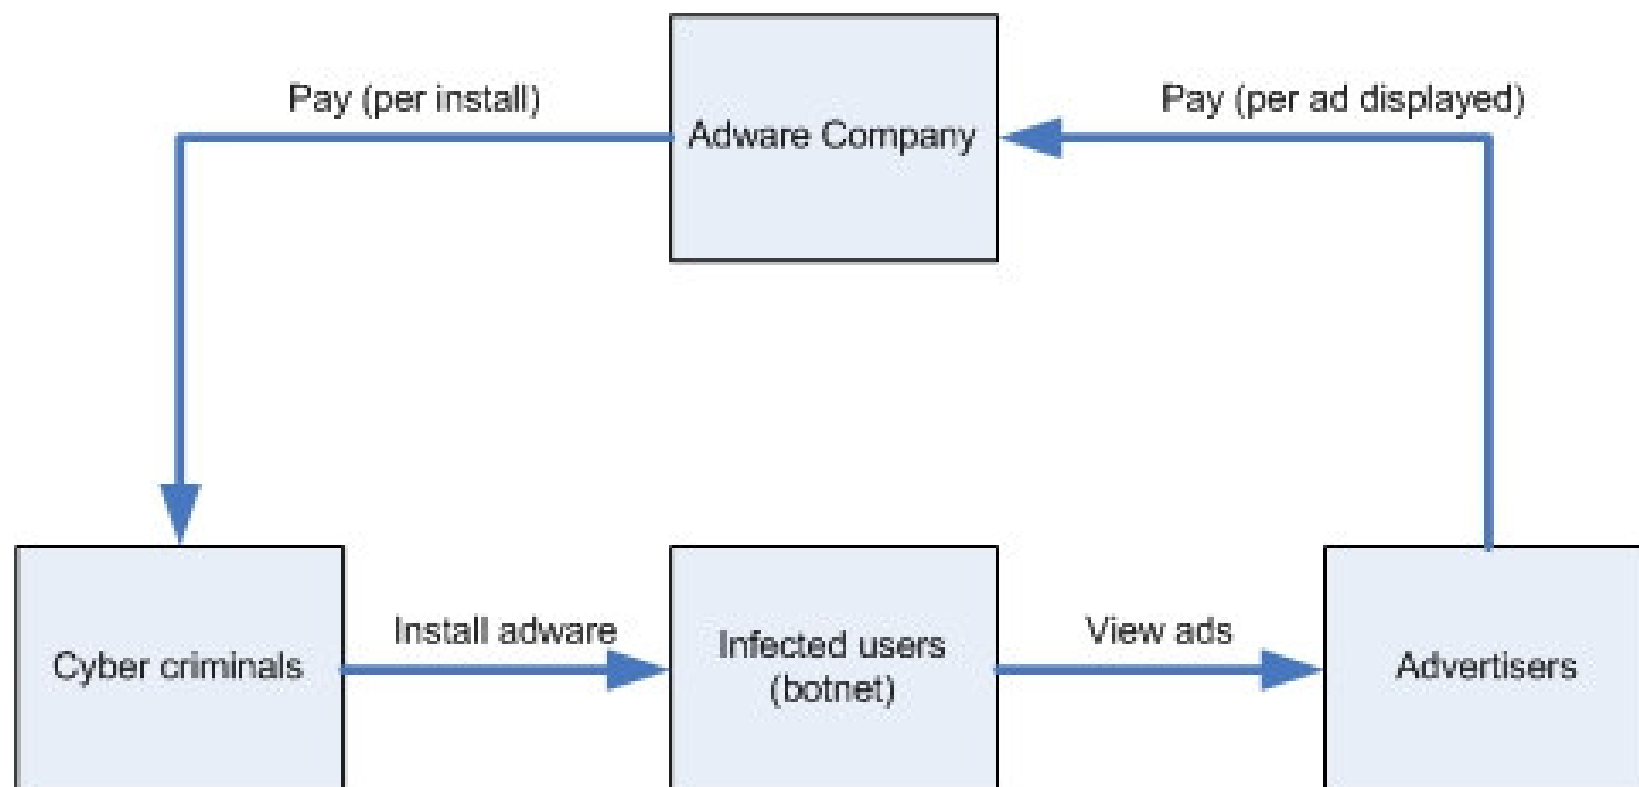 Pay (per install)
Adware Company
Pay (per ad displayed)
Cyber criminals
Install adware
Infected users
(botnet)
View ads
Advertisers